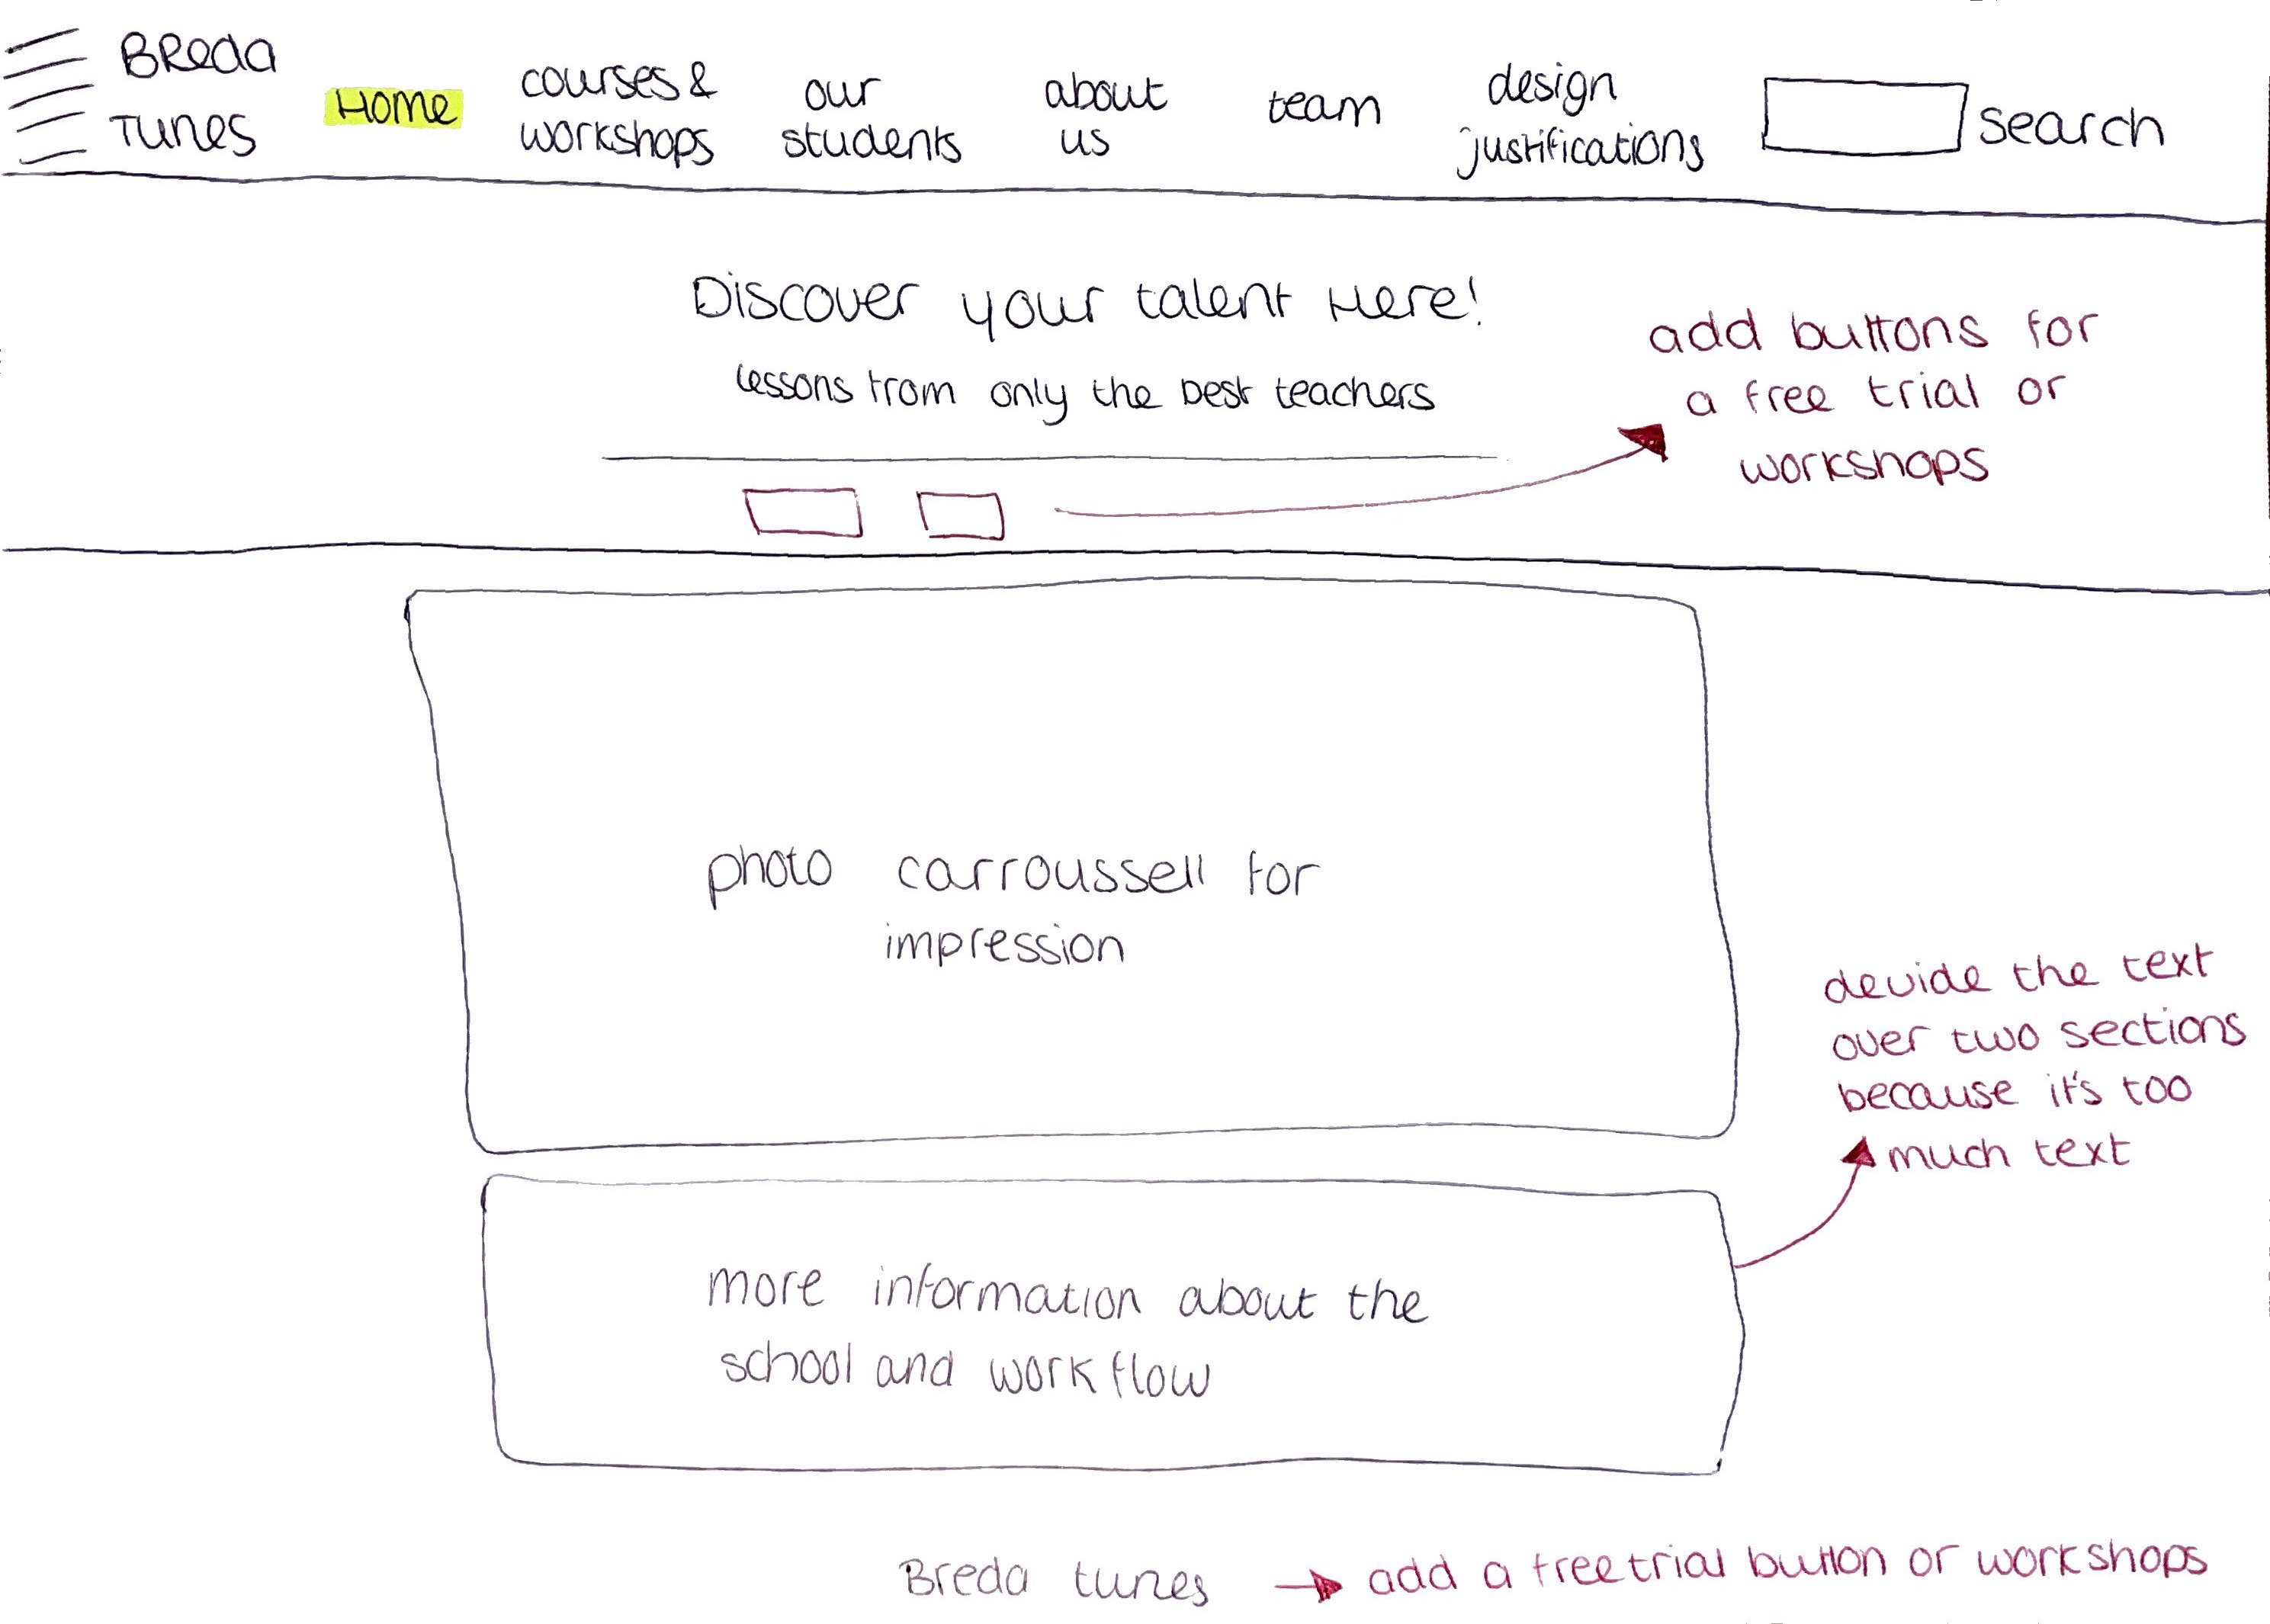 Breda
Tunes
Home
courses &
workshops
our
students
about
us
team
design
justifications
search
Discover your talent Here!
lessons from only the best teachers
add buttons for
a free trial or
workshops
photo carroussell for
impression
devide the text
over two sections
because it's too
much text
more information about the
school and workflow
Breda tunes → add a free trial button or workshops